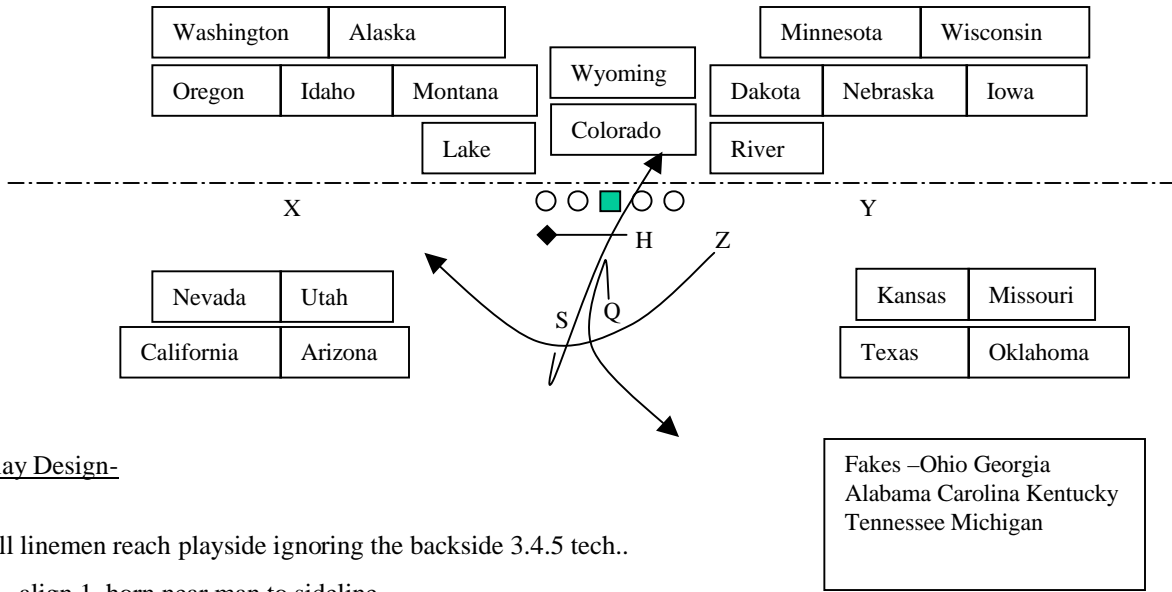 Washington Alaska Minnesota Wisconsin
Wyoming
Oregon Idaho Montana Dakota Nebraska Iowa
Colorado
Lake River
X Y
H Z
Nevada Utah Kansas Missouri
S Q
California Arizona Texas Oklahoma
Fakes –Ohio Georgia
Alabama Carolina Kentucky
Tennessee Michigan
lay Design-
ll linemen reach playside ignoring the backside 3.4.5 tech..